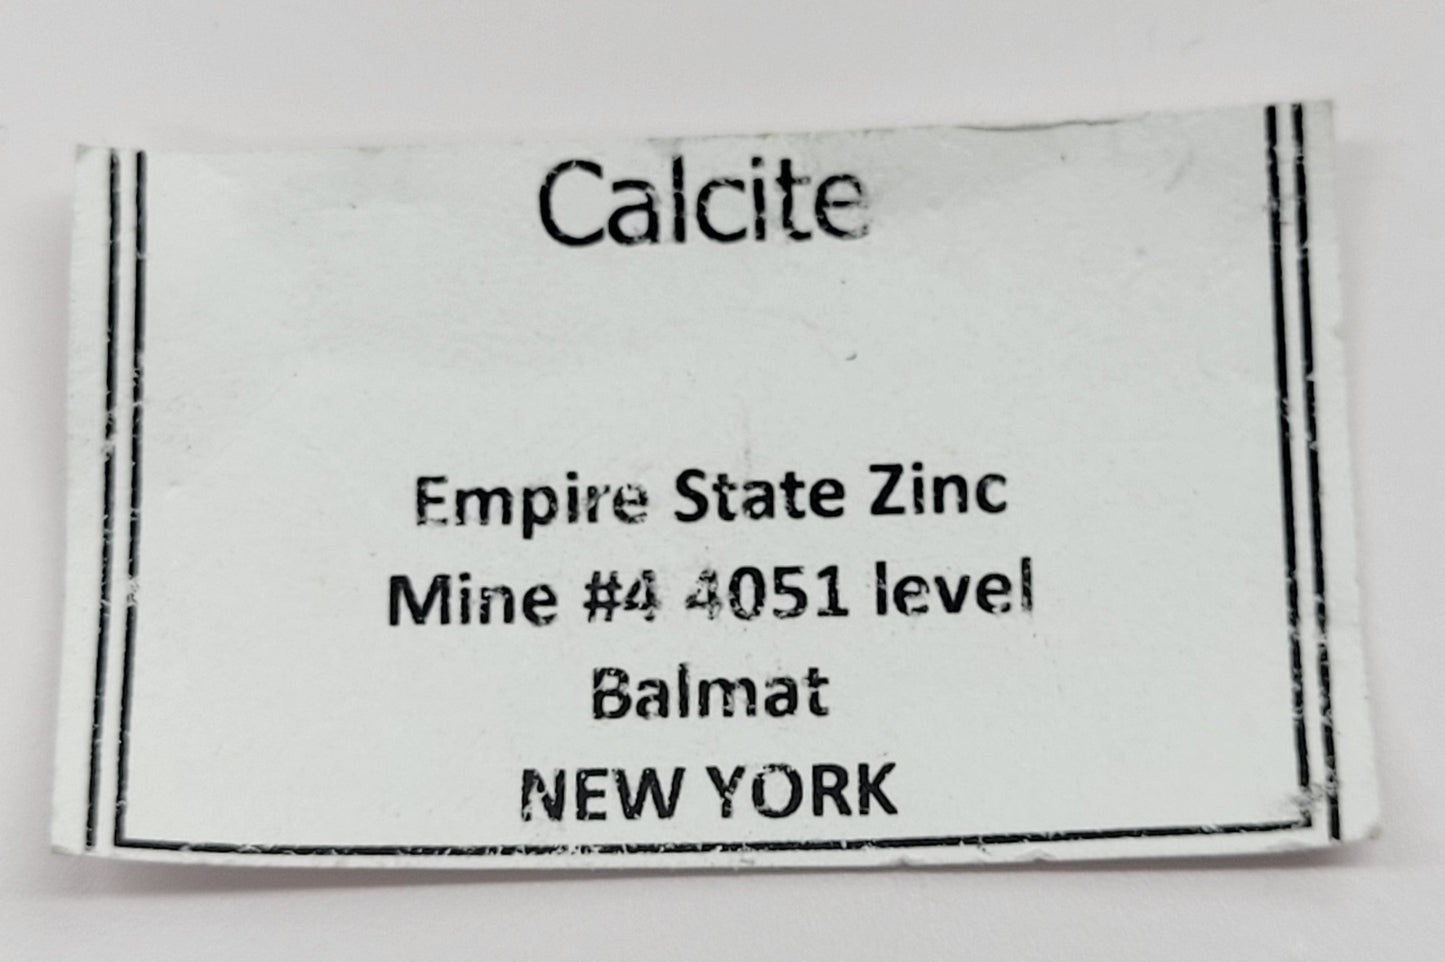 Calcite
Empire State Zinc
Mine #4 4051 level
Balmat
NEW YORK